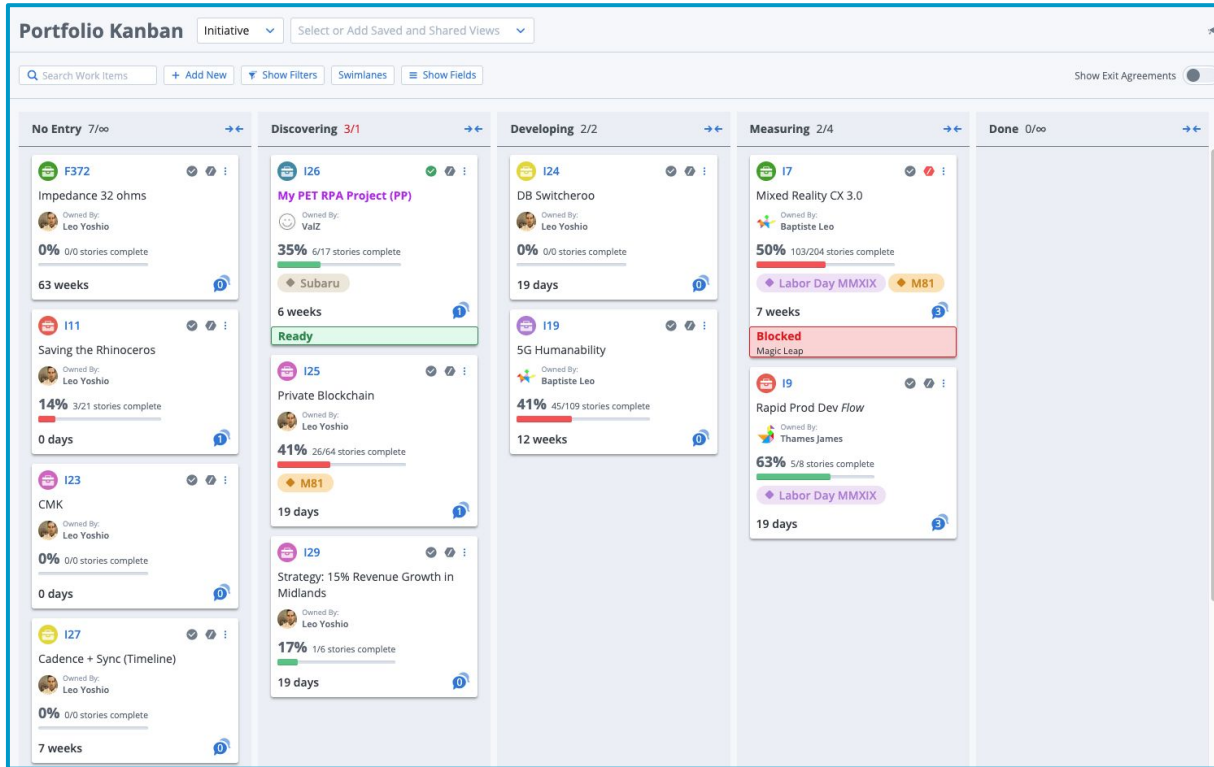 Portfolio Kanban
Initiative
Select or Add Saved and Shared Views
Search Work Items
+ Add New
Show Filters
Swimlanes
Show Fields
Show Exit Agreements
No Entry 7/∞
F372
Impedance 32 ohms
Owned By:
Leo Yoshio
0% 0/0 stories complete
63 weeks
0
I11
Saving the Rhinoceros
Owned By:
Leo Yoshio
14% 3/21 stories complete
0 days
1
I23
CMK
Owned By:
Leo Yoshio
0% 0/0 stories complete
0 days
0
I27
Cadence + Sync (Timeline)
Owned By:
Leo Yoshio
0% 0/0 stories complete
7 weeks
0
Discovering 3/1
I26
My PET RPA Project (PP)
Owned By:
ValZ
35% 6/17 stories complete
Subaru
6 weeks
1
Ready
I25
Private Blockchain
Owned By:
Leo Yoshio
41% 26/64 stories complete
M81
19 days
1
I29
Strategy: 15% Revenue Growth in
Midlands
Owned By:
Leo Yoshio
17% 1/6 stories complete
19 days
0
Developing 2/2
I24
DB Switcheroo
Owned By:
Leo Yoshio
0% 0/0 stories complete
19 days
0
I19
5G Humanability
Owned By:
Baptiste Leo
41% 45/109 stories complete
12 weeks
0
Measuring 2/4
I7
Mixed Reality CX 3.0
Owned By:
Baptiste Leo
50% 103/204 stories complete
Labor Day MMXIX
M81
7 weeks
3
Blocked
Magic Leap
I9
Rapid Prod Dev Flow
Owned By:
Thames James
63% 5/8 stories complete
Labor Day MMXIX
19 days
3
Done 0/∞